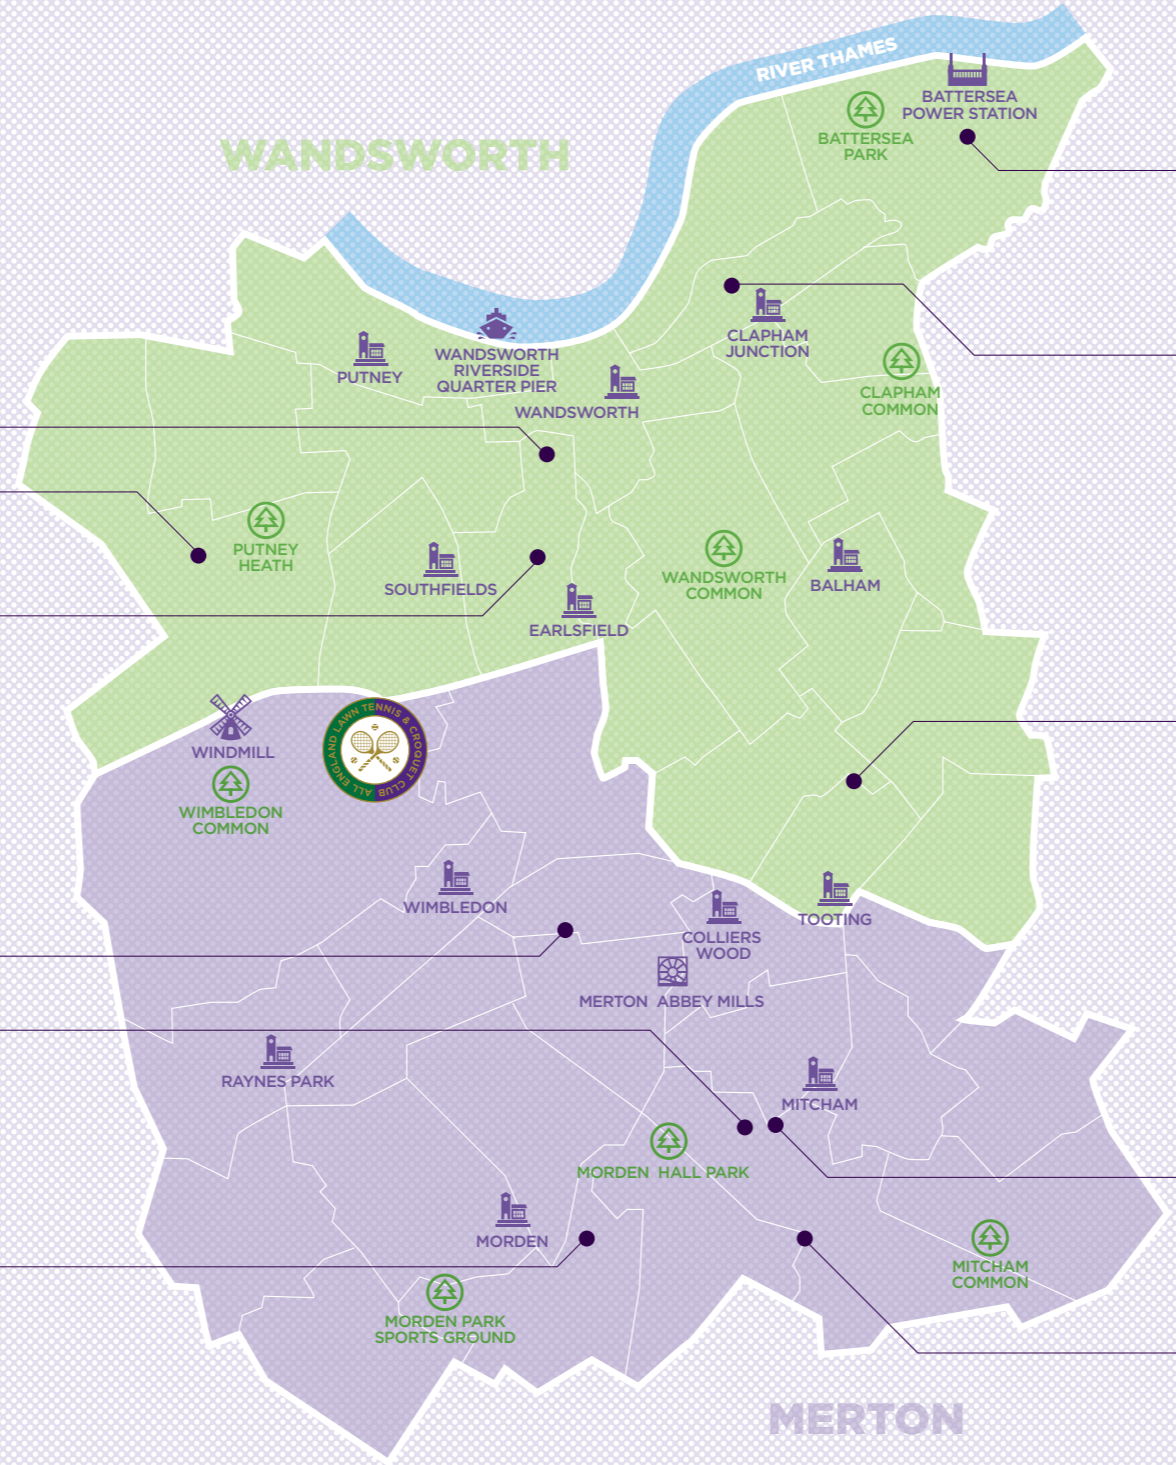 RIVER THAMES
BATTERSEA
POWER STATION
BATTERSEA
PARK
WANDSWORTH
CLAPHAM
JUNCTION
WANDSWORTH
RIVERSIDE
QUARTER PIER
PUTNEY
WANDSWORTH
CLAPHAM
COMMON
PUTNEY
HEATH
SOUTHFIELDS
EARLSFIELD
WANDSWORTH
COMMON
BALHAM
WINDMILL
ALL ENGLAND LAWN TENNIS & CROQUET CLUB
WIMBLEDON
COMMON
WIMBLEDON
COLLIERS
WOOD
TOOTING
MERTON ABBEY MILLS
RAYNES PARK
MITCHAM
MORDEN HALL PARK
MORDEN
MITCHAM
COMMON
MORDEN PARK
SPORTS GROUND
MERTON